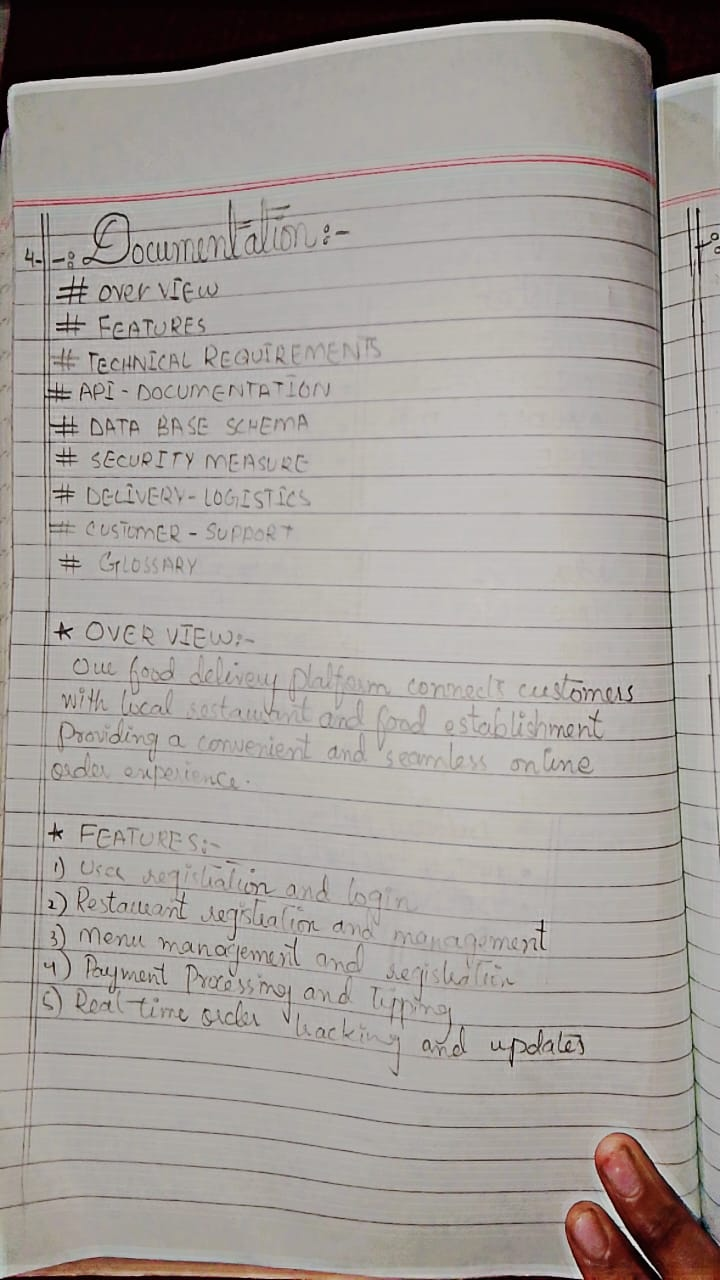 4- -: Documentation:-
# over VIEW
# FEATURES
# TECHNICAL REQUIREMENTS
# API - DOCUMENTATION
# DATA BASE SCHEMA
# SECURITY MEASURE
# DELIVERY - LOGISTICS
# CUSTOMER - SUPPORT
# GLOSSARY
* OVER VIEW:-
Our food delivery platform connects customers
with local restaurant and food establishment
Providing a convenient and seamless online
order experience.
* FEATURES:-
1) User registration and login
2) Restaurant registration and management
3) Menu management and registration
4) Payment Processing and Tipping
5) Real time order tracking and updates